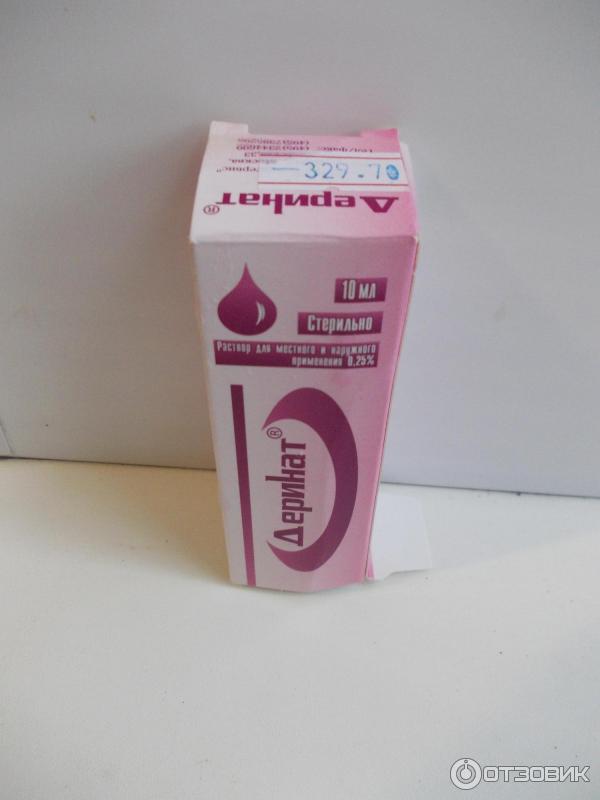 329.70
Деринат®
10 мл
Стерильно
Раствор для местного и наружного
применения 0,25%
Деринат®
ОТЗОВИК